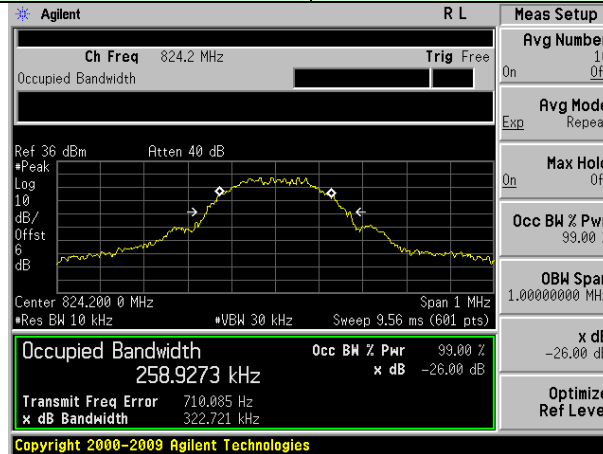 Agilent R L Meas Setup
Avg Number
Ch Freq 824.2 MHz Trig Free
On
Occupied Bandwidth
Avg Mode
Exp
Ref 36 dBm Atten 40 dB
#Peak
Log
10
dB/
Offst
6
dB
Max Hold
On
Occ BW % Pwr
99.00
OBW Span
1.00000000 MHz
Center 824.200 0 MHz Span 1 MHz
#Res BW 10 kHz #VBW 30 kHz Sweep 9.56 ms (601 pts)
x dB
-26.00 dB
Occupied Bandwidth Occ BW % Pwr 99.00 %
258.9273 kHz x dB -26.00 dB
Transmit Freq Error 710.085 Hz
x dB Bandwidth 322.721 kHz
Optimize
Ref Level
Copyright 2000-2009 Agilent Technologies